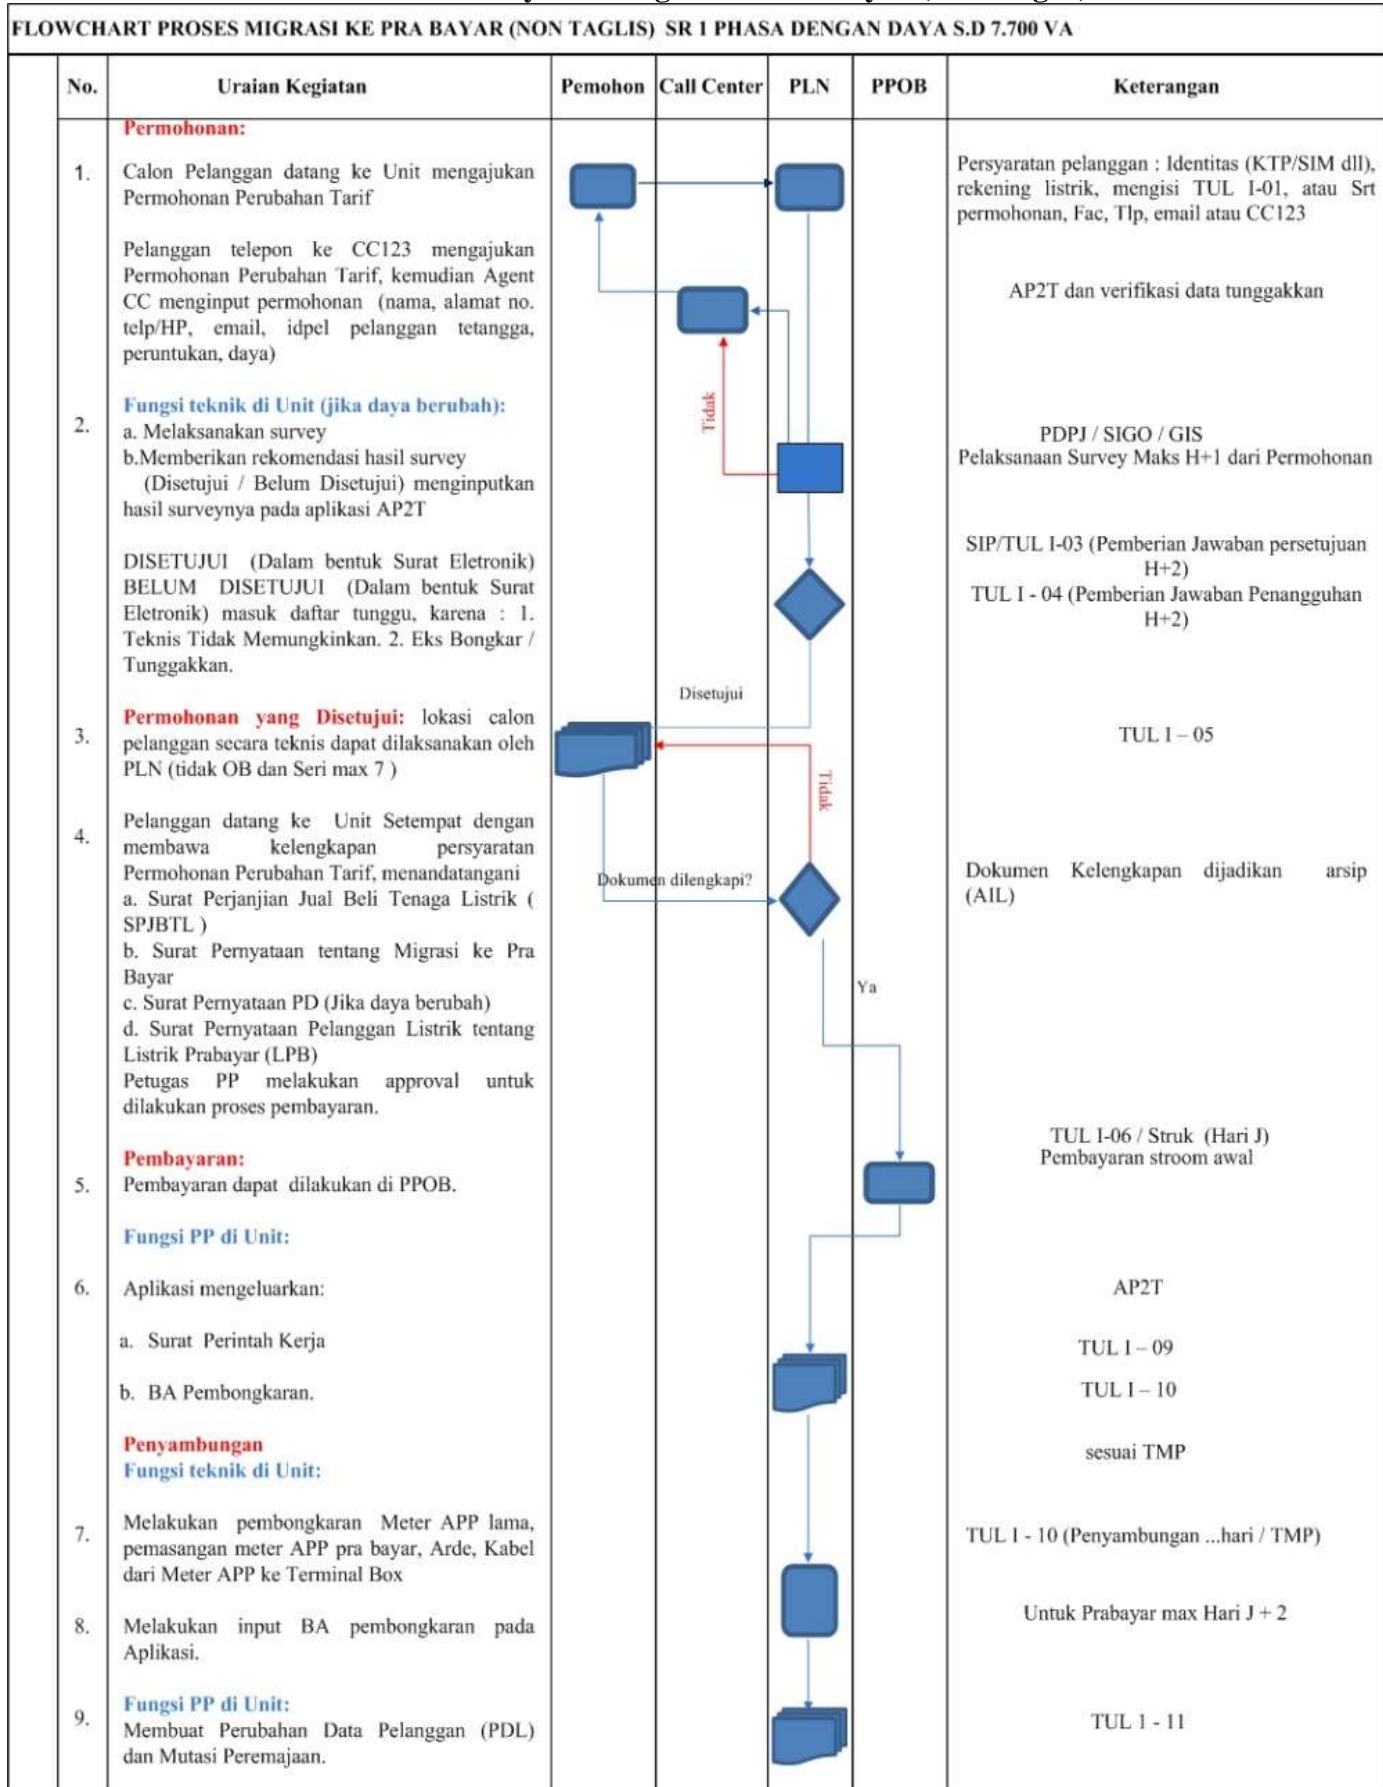 FLOWCHART PROSES MIGRASI KE PRA BAYAR (NON TAGLIS) SR 1 PHASA DENGAN DAYA S.D 7.700 VA
No.
Uraian Kegiatan
Pemohon
Call Center
PLN
PPOB
Keterangan
Permohonan:
1.
Calon Pelanggan datang ke Unit mengajukan
Permohonan Perubahan Tarif
Persyaratan pelanggan : Identitas (KTP/SIM dll),
rekening listrik, mengisi TUL I-01, atau Srt
permohonan, Fac, Tlp, email atau CC123
Pelanggan telepon ke CC123 mengajukan
Permohonan Perubahan Tarif, kemudian Agent
CC menginput permohonan (nama, alamat no.
telp/HP, email, idpel pelanggan tetangga,
peruntukan, daya)
AP2T dan verifikasi data tunggakkan
Fungsi teknik di Unit (jika daya berubah):
2.
a. Melaksanakan survey
b.Memberikan rekomendasi hasil survey
(Disetujui / Belum Disetujui) menginputkan
hasil surveynya pada aplikasi AP2T
Tidak
PDPJ / SIGO / GIS
Pelaksanaan Survey Maks H+1 dari Permohonan
DISETUJUI (Dalam bentuk Surat Eletronik)
BELUM DISETUJUI (Dalam bentuk Surat
Eletronik) masuk daftar tunggu, karena : 1.
Teknis Tidak Memungkinkan. 2. Eks Bongkar /
Tunggakkan.
SIP/TUL I-03 (Pemberian Jawaban persetujuan
H+2)
TUL I - 04 (Pemberian Jawaban Penangguhan
H+2)
Disetujui
3.
Permohonan yang Disetujui: lokasi calon
pelanggan secara teknis dapat dilaksanakan oleh
PLN (tidak OB dan Seri max 7 )
TUL I – 05
Tidak
4.
Pelanggan datang ke Unit Setempat dengan
membawa kelengkapan persyaratan
Permohonan Perubahan Tarif, menandatangani
a. Surat Perjanjian Jual Beli Tenaga Listrik (
SPJBTL )
b. Surat Pernyataan tentang Migrasi ke Pra
Bayar
c. Surat Pernyataan PD (Jika daya berubah)
d. Surat Pernyataan Pelanggan Listrik tentang
Listrik Prabayar (LPB)
Petugas PP melakukan approval untuk
dilakukan proses pembayaran.
Dokumen dilengkapi?
Ya
Dokumen Kelengkapan dijadikan arsip
(AIL)
Pembayaran:
5.
Pembayaran dapat dilakukan di PPOB.
TUL I-06 / Struk (Hari J)
Pembayaran stroom awal
Fungsi PP di Unit:
6.
Aplikasi mengeluarkan:
AP2T
a. Surat Perintah Kerja
TUL I – 09
b. BA Pembongkaran.
TUL I – 10
Penyambungan
Fungsi teknik di Unit:
sesuai TMP
7.
Melakukan pembongkaran Meter APP lama,
pemasangan meter APP pra bayar, Arde, Kabel
dari Meter APP ke Terminal Box
TUL I - 10 (Penyambungan ...hari / TMP)
8.
Melakukan input BA pembongkaran pada
Aplikasi.
Untuk Prabayar max Hari J + 2
Fungsi PP di Unit:
9.
Membuat Perubahan Data Pelanggan (PDL)
dan Mutasi Peremajaan.
TUL 1 - 11